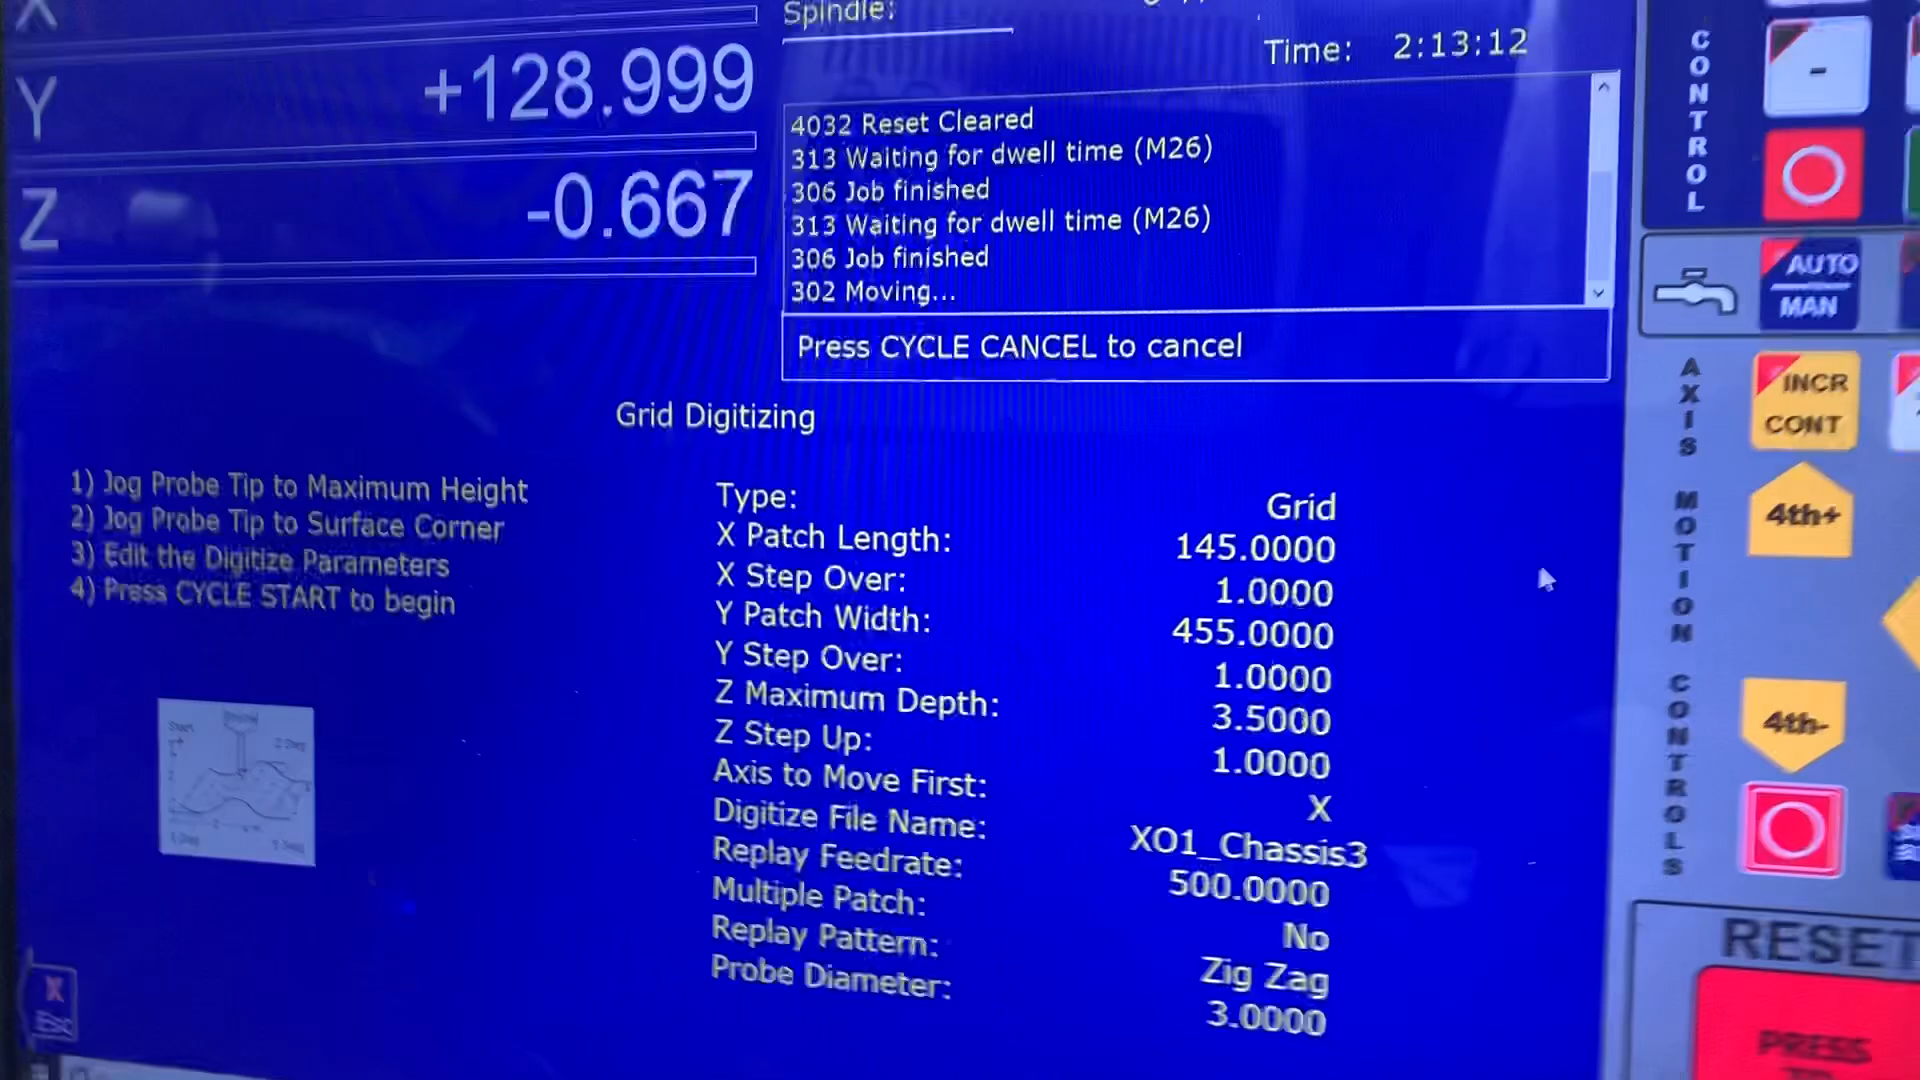 X
Spindle:
Time: 2:13:12
Y +128.999
Z -0.667
4032 Reset Cleared
313 Waiting for dwell time (M26)
306 Job finished
313 Waiting for dwell time (M26)
306 Job finished
302 Moving...
Press CYCLE CANCEL to cancel
Grid Digitizing
1) Jog Probe Tip to Maximum Height
2) Jog Probe Tip to Surface Corner
3) Edit the Digitize Parameters
4) Press CYCLE START to begin
Type: Grid
X Patch Length: 145.0000
X Step Over: 1.0000
Y Patch Width: 455.0000
Y Step Over: 1.0000
Z Maximum Depth: 3.5000
Z Step Up: 1.0000
Axis to Move First: X
Digitize File Name: XO1_Chassis3
Replay Feedrate: 500.0000
Multiple Patch: No
Replay Pattern: Zig Zag
Probe Diameter: 3.0000
Start
X
ESC
CONTROL
-
AUTO
MAN
AXIS MOTION CONTROLS
INCR
CONT
4th+
4th-
RESET
PRESS